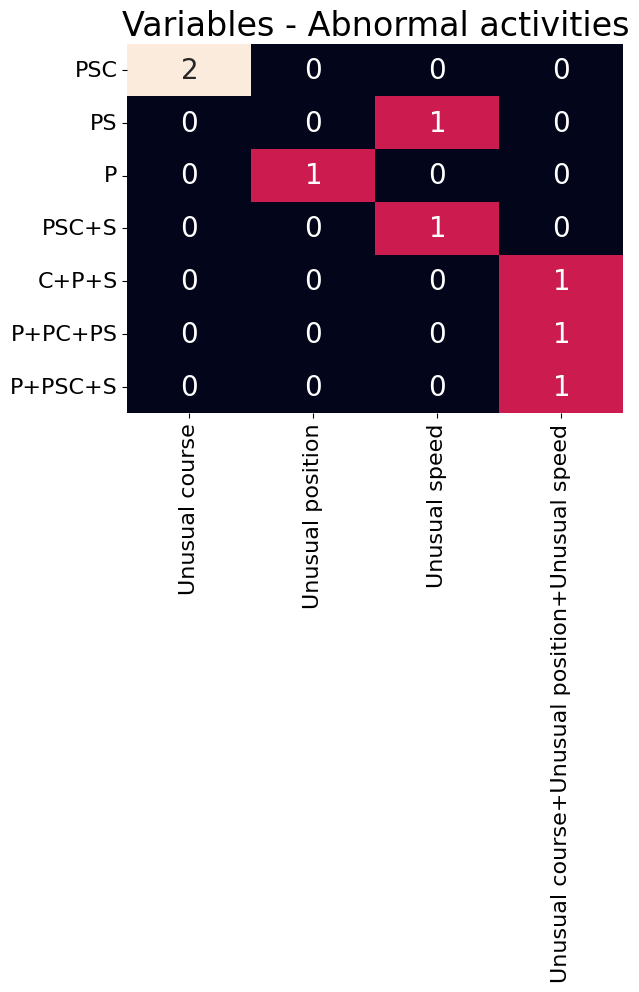 Variables - Abnormal activities
PSC 2 0 0 0
PS 0 0 1 0
P 0 1 0 0
PSC+S 0 0 1 0
C+P+S 0 0 0 1
P+PC+PS 0 0 0 1
P+PSC+S 0 0 0 1
Unusual course
Unusual position
Unusual speed
Unusual course+Unusual position+Unusual speed